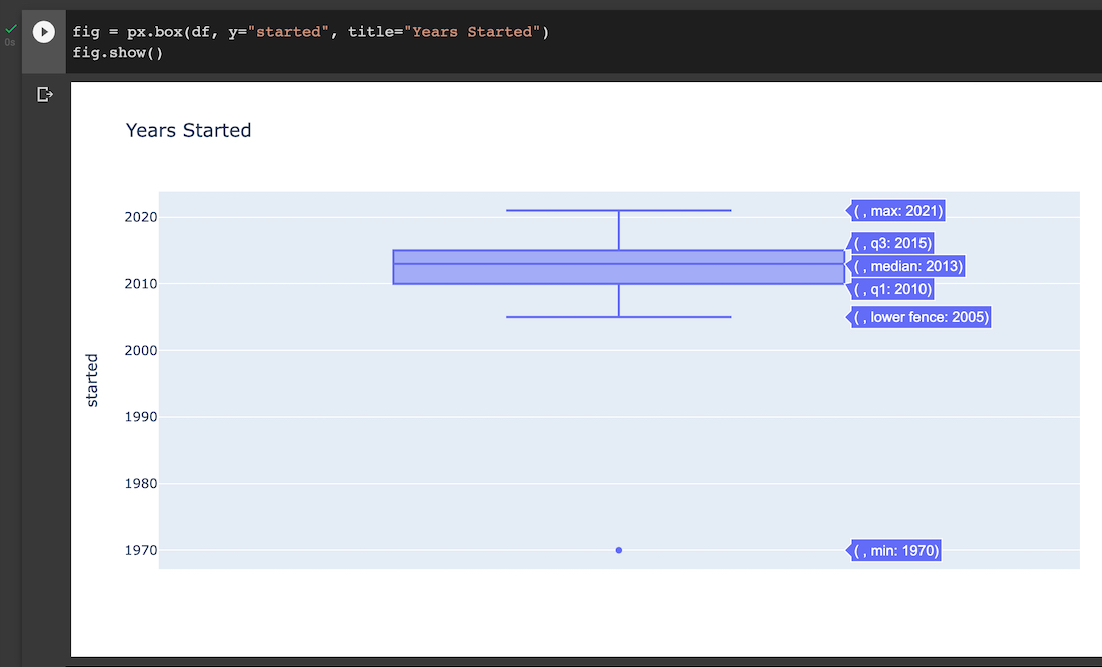 fig = px.box(df, y="started", title="Years Started")
fig.show()
0s
Years Started
2020
2010
2000
1990
1980
1970
started
( , max: 2021)
( , q3: 2015)
( , median: 2013)
( , q1: 2010)
( , lower fence: 2005)
( , min: 1970)